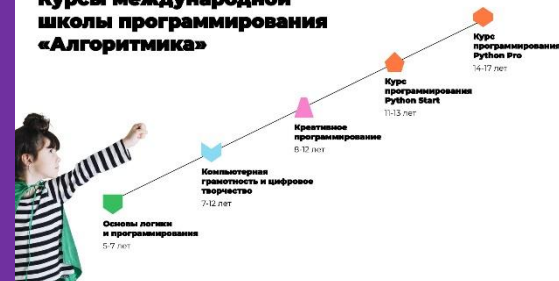 Курсы международной
школы программирования
«Алгоритмика»
Курс
программирования
Python Pro
14-17 лет
Курс
программирования
Python Start
11-13 лет
Креативное
программирование
8-12 лет
Компьютерная
грамотность и цифровое
творчество
7-12 лет
Основы логики
и программирования
5-7 лет